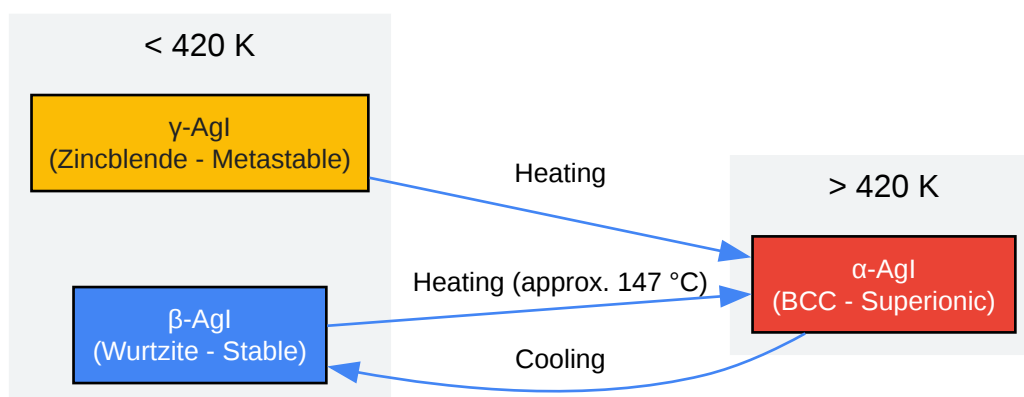 < 420 K
γ-AgI
(Zincblende - Metastable)
Heating
> 420 K
α-AgI
(BCC - Superionic)
Heating (approx. 147 °C)
β-AgI
(Wurtzite - Stable)
Cooling